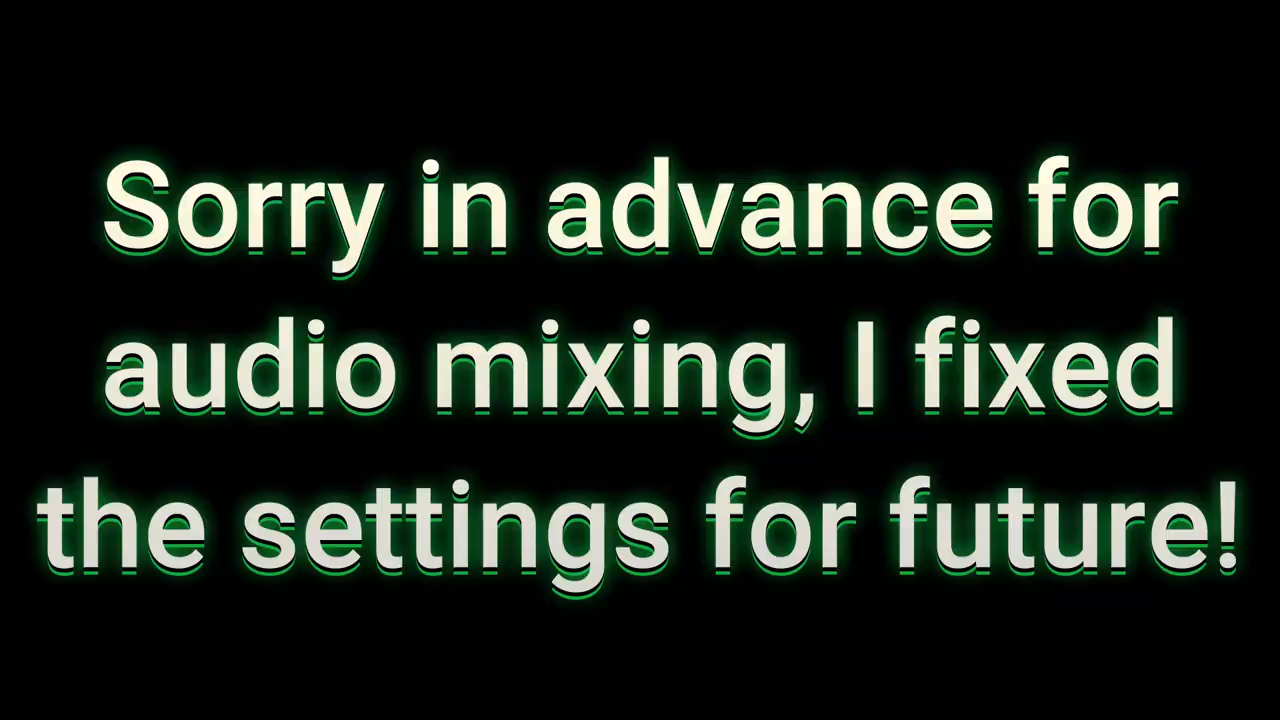 Sorry in advance for
audio mixing, I fixed
the settings for future!